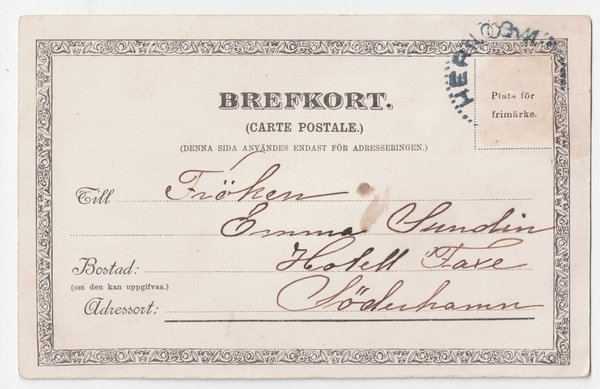 HERNÖSAND
BREFKORT.
(CARTE POSTALE.)
(DENNA SIDA ANVÄNDES ENDAST FÖR ADRESSERINGEN.)
Plats för
frimärke.
Till Fröken
Emma Sundin
Bostad: Hotell Faxe
(om den kan uppgifvas.)
Adressort: Söderhamn